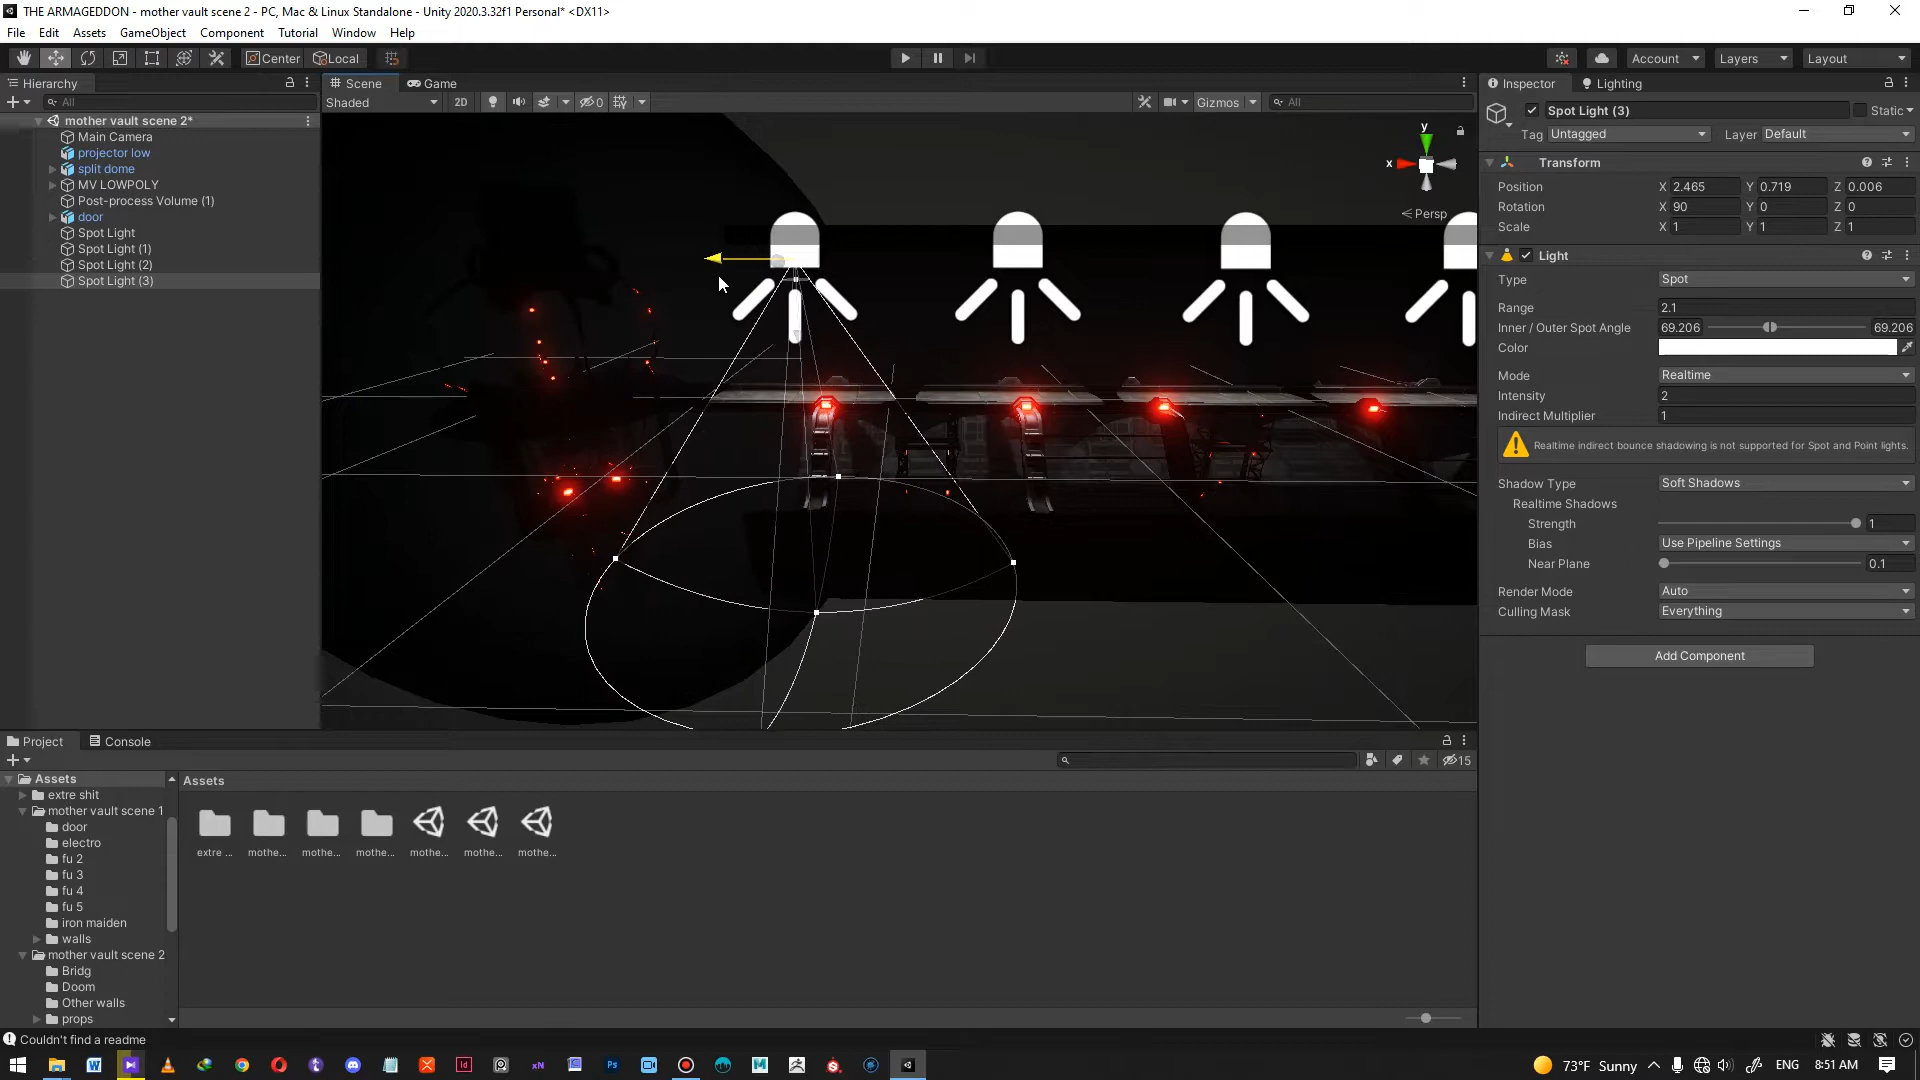 THE ARMAGEDDON - mother vault scene 2 - PC, Mac & Linux Standalone - Unity 2020.3.32f1 Personal* <DX11>
File Edit Assets GameObject Component Tutorial Window Help
Center Local Account Layers Layout
Hierarchy
All
mother vault scene 2*
Main Camera
projector low
split dome
MV LOWPOLY
Post-process Volume (1)
door
Spot Light
Spot Light (1)
Spot Light (2)
Spot Light (3)
Scene Game
Shaded 2D 0 Gizmos All
y
x
Persp
Inspector Lighting
Spot Light (3) Static
Tag Untagged Layer Default
Transform
Position X 2.465 Y 0.719 Z 0.006
Rotation X 90 Y 0 Z 0
Scale X 1 Y 1 Z 1
Light
Type Spot
Range 2.1
Inner / Outer Spot Angle 69.206 69.206
Color
Mode Realtime
Intensity 2
Indirect Multiplier 1
Realtime indirect bounce shadowing is not supported for Spot and Point lights.
Shadow Type Soft Shadows
Realtime Shadows
Strength 1
Bias Use Pipeline Settings
Near Plane 0.1
Render Mode Auto
Culling Mask Everything
Add Component
Project Console
15
Assets
extre shit
mother vault scene 1
door
electro
fu 2
fu 3
fu 4
fu 5
iron maiden
walls
mother vault scene 2
Bridg
Doom
Other walls
props
Assets
extre ... mothe... mothe... mothe... mothe... mothe... mothe...
Couldn't find a readme
73°F Sunny ENG 8:51 AM